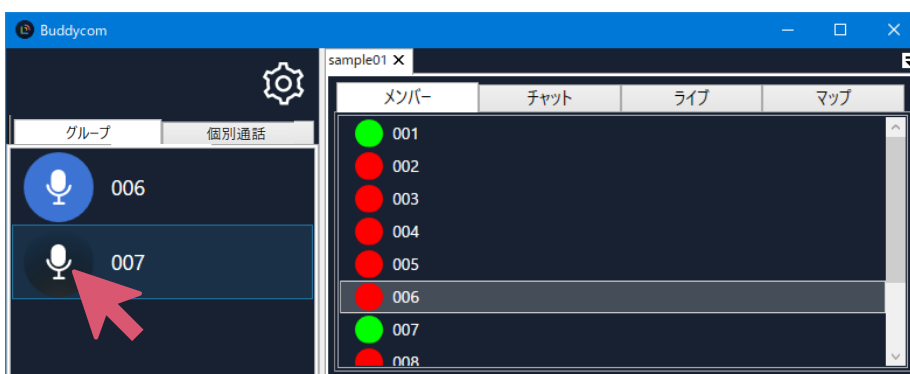 Buddycom
グループ
個別通話
006
007
sample01
メンバー
チャット
ライブ
マップ
001
002
003
004
005
006
007
008